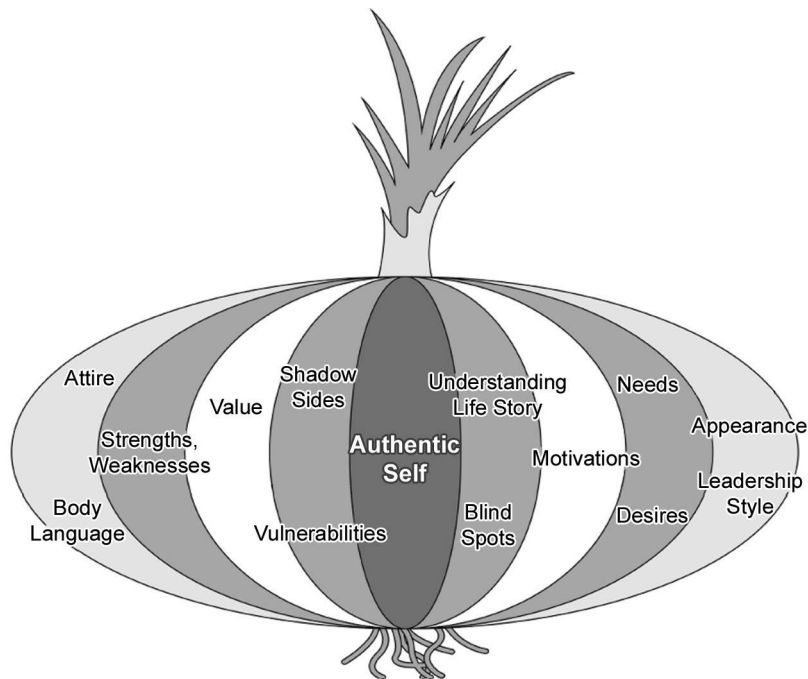 Attire
Strengths,
Weaknesses
Body
Language
Value
Shadow
Sides
Vulnerabilities
Authentic
Self
Understanding
Life Story
Blind
Spots
Motivations
Needs
Desires
Appearance
Leadership
Style